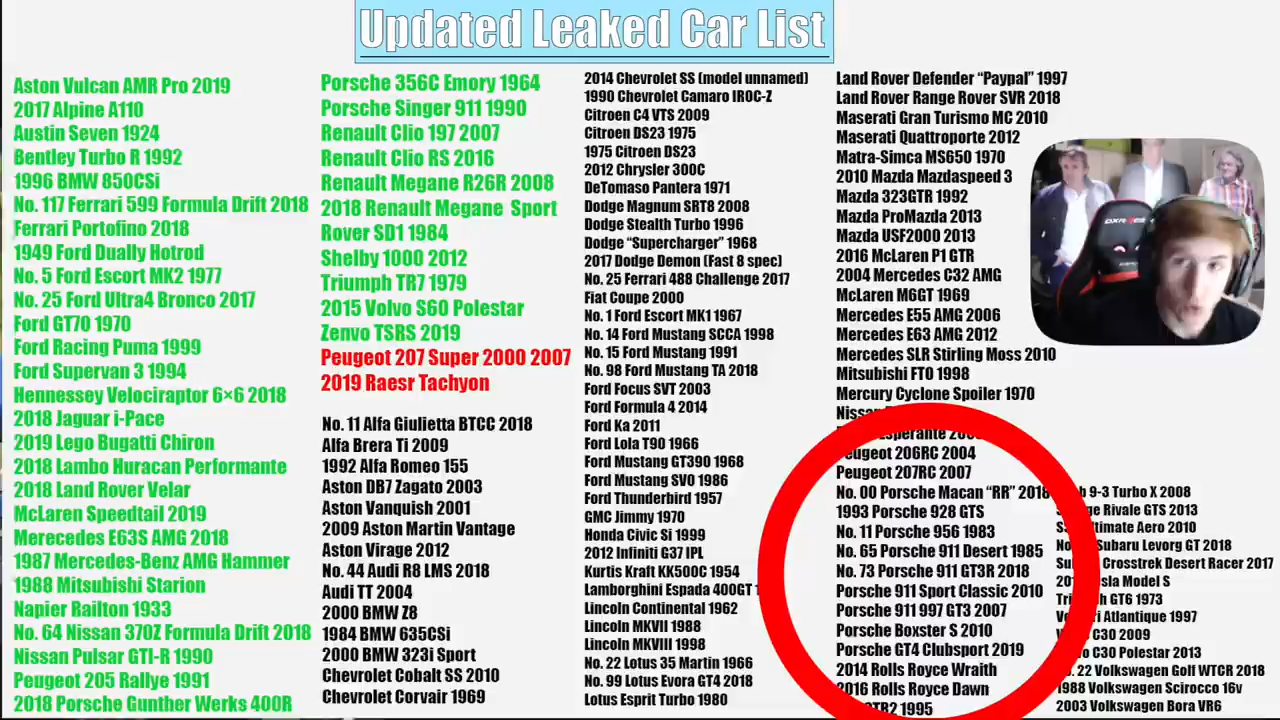 Updated Leaked Car List
Aston Vulcan AMR Pro 2019
2017 Alpine A110
Austin Seven 1924
Bentley Turbo R 1992
1996 BMW 850CSi
No. 117 Ferrari 599 Formula Drift 2018
Ferrari Portofino 2018
1949 Ford Dually Hotrod
No. 5 Ford Escort MK2 1977
No. 25 Ford Ultra4 Bronco 2017
Ford GT70 1970
Ford Racing Puma 1999
Ford Supervan 3 1994
Hennessey Velociraptor 6×6 2018
2018 Jaguar i-Pace
2019 Lego Bugatti Chiron
2018 Lambo Huracan Performante
2018 Land Rover Velar
McLaren Speedtail 2019
Merecedes E63S AMG 2018
1987 Mercedes-Benz AMG Hammer
1988 Mitsibishi Starion
Napier Railton 1933
No. 64 Nissan 370Z Formula Drift 2018
Nissan Pulsar GTI-R 1990
Peugeot 205 Rallye 1991
2018 Porsche Gunther Werks 400R
Porsche 356C Emory 1964
Porsche Singer 911 1990
Renault Clio 197 2007
Renault Clio RS 2016
Renault Megane R26R 2008
2018 Renault Megane Sport
Rover SD1 1984
Shelby 1000 2012
Triumph TR7 1979
2015 Volvo S60 Polestar
Zenvo TSRS 2019
Peugeot 207 Super 2000 2007
2019 Raesr Tachyon
No. 11 Alfa Giulietta BTCC 2018
Alfa Brera Ti 2009
1992 Alfa Romeo 155
Aston DB7 Zagato 2003
Aston Vanquish 2001
2009 Aston Martin Vantage
Aston Virage 2012
No. 44 Audi R8 LMS 2018
Audi TT 2004
2000 BMW Z8
1984 BMW 635CSi
2000 BMW 323i Sport
Chevrolet Cobalt SS 2010
Chevrolet Corvair 1969
2014 Chevrolet SS (model unnamed)
1990 Chevrolet Camaro IROC-Z
Citroen C4 VTS 2009
Citroen DS23 1975
1975 Citroen DS23
2012 Chrysler 300C
DeTomaso Pantera 1971
Dodge Magnum SRT8 2008
Dodge Stealth Turbo 1996
Dodge “Supercharger” 1968
2017 Dodge Demon (Fast 8 spec)
No. 25 Ferrari 488 Challenge 2017
Fiat Coupe 2000
No. 1 Ford Escort MK1 1967
No. 14 Ford Mustang SCCA 1998
No. 15 Ford Mustang 1991
No. 98 Ford Mustang TA 2018
Ford Focus SVT 2003
Ford Formula 4 2014
Ford Ka 2011
Ford Lola T90 1966
Ford Mustang GT390 1968
Ford Mustang SVO 1986
Ford Thunderbird 1957
GMC Jimmy 1970
Honda Civic Si 1999
2012 Infiniti G37 IPL
Kurtis Kraft KK500C 1954
Lamborghini Espada 400GT
Lincoln Continental 1962
Lincoln MKVII 1988
Lincoln MKVIII 1998
No. 22 Lotus 35 Martin 1966
No. 99 Lotus Evora GT4 2018
Lotus Esprit Turbo 1980
Land Rover Defender “Paypal” 1997
Land Rover Range Rover SVR 2018
Maserati Gran Turismo MC 2010
Maserati Quattroporte 2012
Matra-Simca MS650 1970
2010 Mazda Mazdaspeed 3
Mazda 323GTR 1992
Mazda ProMazda 2013
Mazda USF2000 2013
2016 McLaren P1 GTR
2004 Mercedes C32 AMG
McLaren M6GT 1969
Mercedes E55 AMG 2006
Mercedes E63 AMG 2012
Mercedes SLR Stirling Moss 2010
Mitsibishi FTO 1998
Mercury Cyclone Spoiler 1970
Esperante
Peugeot 206RC 2004
Peugeot 207RC 2007
No. 00 Porsche Macan “RR” 2018
1993 Porsche 928 GTS
No. 11 Porsche 956 1983
No. 65 Porsche 911 Desert 1985
No. 73 Porsche 911 GT3R 2018
Porsche 911 Sport Classic 2010
Porsche 911 997 GT3 2007
Porsche Boxster S 2010
Porsche GT4 Clubsport 2019
2014 Rolls Royce Wraith
2016 Rolls Royce Dawn
1995
9-3 Turbo X 2008
Rivale GTS 2013
Ultimate Aero 2010
Subaru Levorg GT 2018
Crosstrek Desert Racer 2017
Model S
GT6 1973
Atlantique 1997
C30 2009
C30 Polestar 2013
22 Volkswagen Golf WTCR 2018
1988 Volkswagen Scirocco 16v
2003 Volkswagen Bora VR6